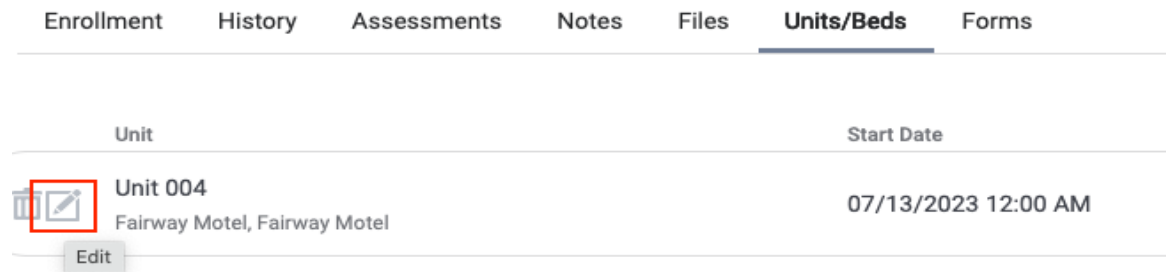 Enrollment History Assessments Notes Files Units/Beds Forms
Unit Start Date
Unit 004
07/13/2023 12:00 AM
Fairway Motel, Fairway Motel
Edit